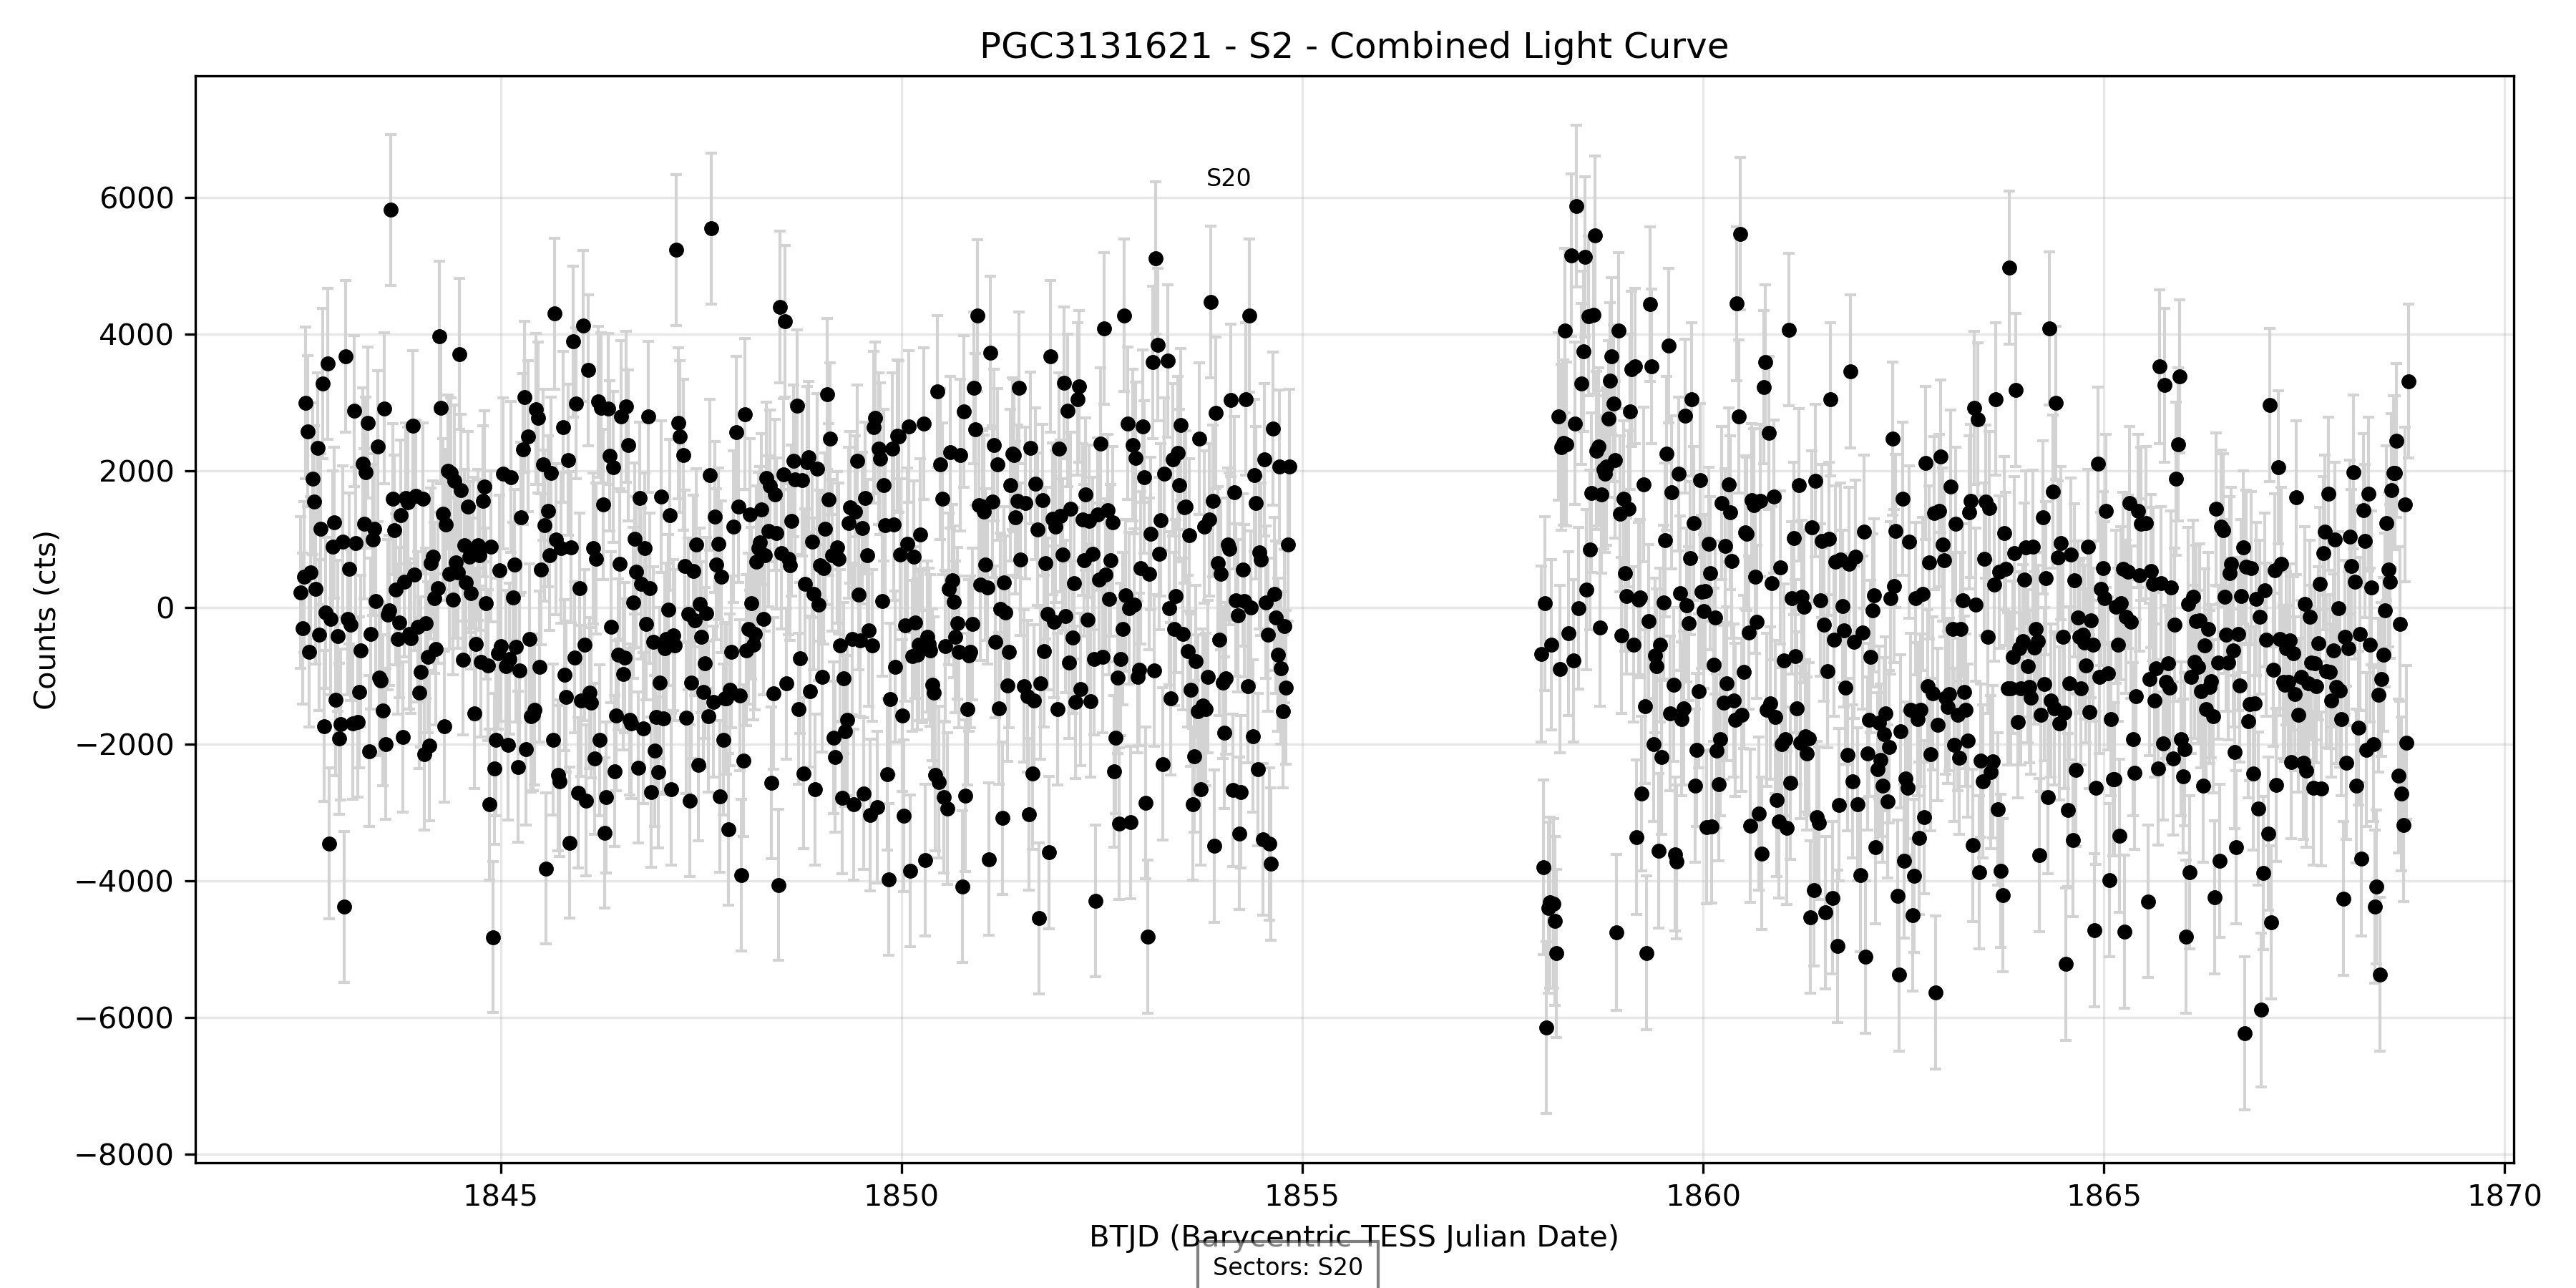 PGC3131621 - S2 - Combined Light Curve
Counts (cts)
6000
4000
2000
0
−2000
−4000
−6000
−8000
S20
1845
1850
1855
1860
1865
1870
BTJD (Barycentric TESS Julian Date)
Sectors: S20